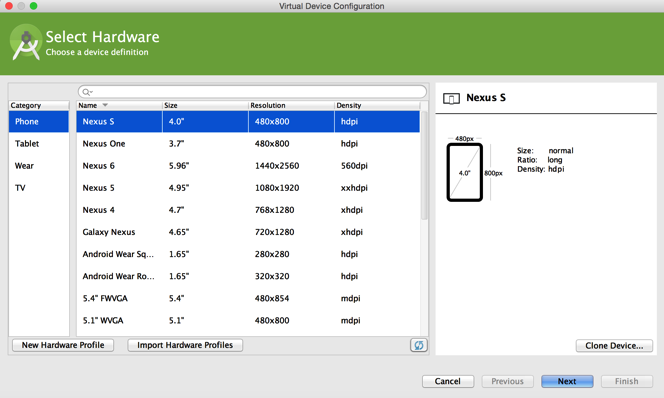 Virtual Device Configuration
Select Hardware
Choose a device definition
Category
Phone
Tablet
Wear
TV
Name Size Resolution Density
Nexus S 4.0" 480x800 hdpi
Nexus One 3.7" 480x800 hdpi
Nexus 6 5.96" 1440x2560 560dpi
Nexus 5 4.95" 1080x1920 xxhdpi
Nexus 4 4.7" 768x1280 xhdpi
Galaxy Nexus 4.65" 720x1280 xhdpi
Android Wear Sq... 1.65" 280x280 hdpi
Android Wear Ro... 1.65" 320x320 hdpi
5.4" FWVGA 5.4" 480x854 mdpi
5.1" WVGA 5.1" 480x800 mdpi
New Hardware Profile Import Hardware Profiles
Nexus S
480px
4.0" 800px
Size: normal
Ratio: long
Density: hdpi
Clone Device...
Cancel Previous Next Finish